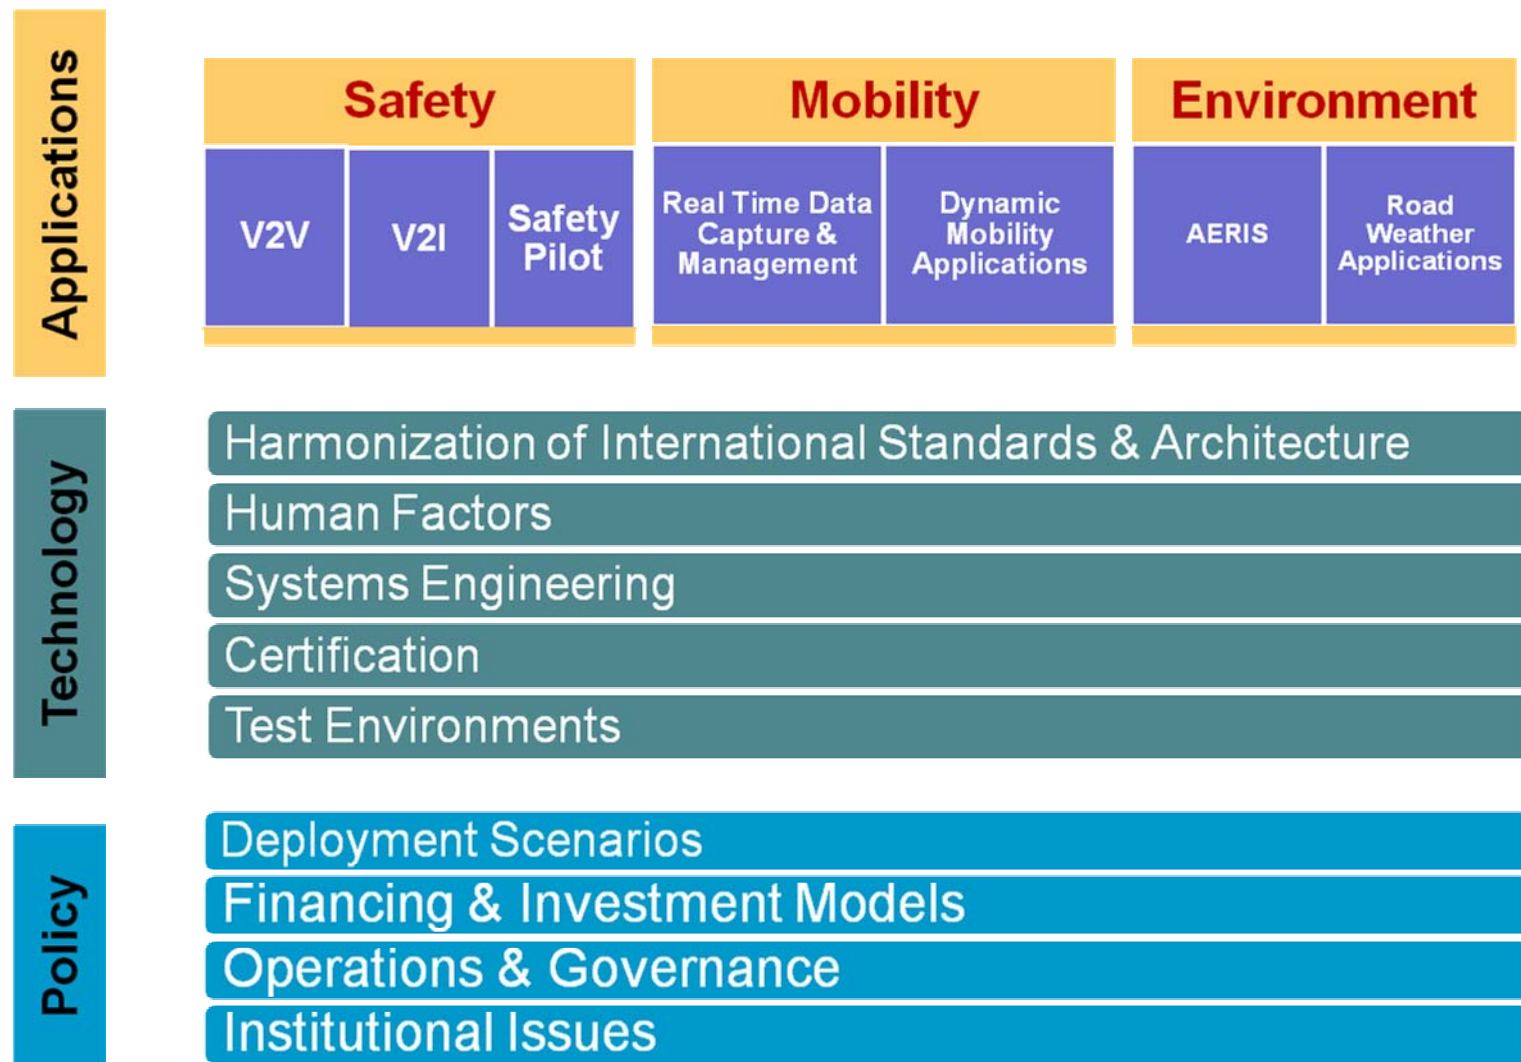 Applications
Safety
V2V
V2I
Safety
Pilot
Mobility
Real Time Data
Capture &
Management
Dynamic
Mobility
Applications
Environment
AERIS
Road
Weather
Applications
Technology
Harmonization of International Standards & Architecture
Human Factors
Systems Engineering
Certification
Test Environments
Policy
Deployment Scenarios
Financing & Investment Models
Operations & Governance
Institutional Issues